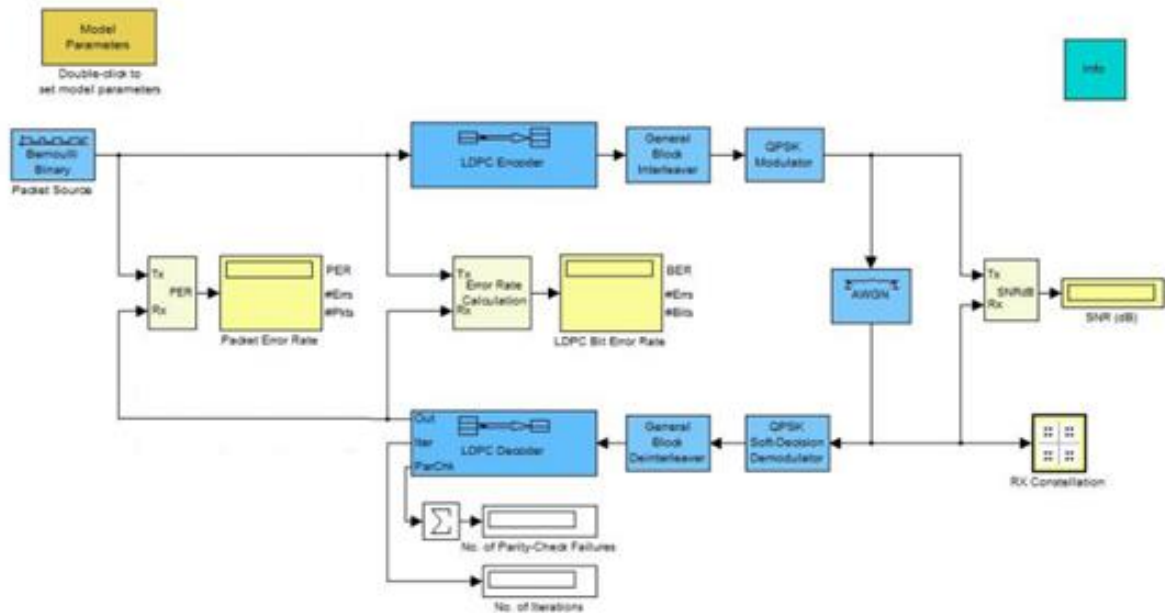 Model
Parameters
Double-click to
set model parameters
Info
Bernoulli
Binary
Packet Source
LDPC Encoder
General
Block
Interleaver
QPSK
Modulator
Tx
PER
Rx
PER
#Errs
#Pkts
Packet Error Rate
Tx
Error Rate
Calculation
Rx
BER
#Errs
#Bits
LDPC Bit Error Rate
AWGN
Tx
SNRdB
Rx
SNR (dB)
Out
Iter
ParChk
LDPC Decoder
General
Block
Deinterleaver
QPSK
Soft-Decision
Demodulator
RX Constellation
Σ
No. of Parity-Check Failures
No. of Iterations